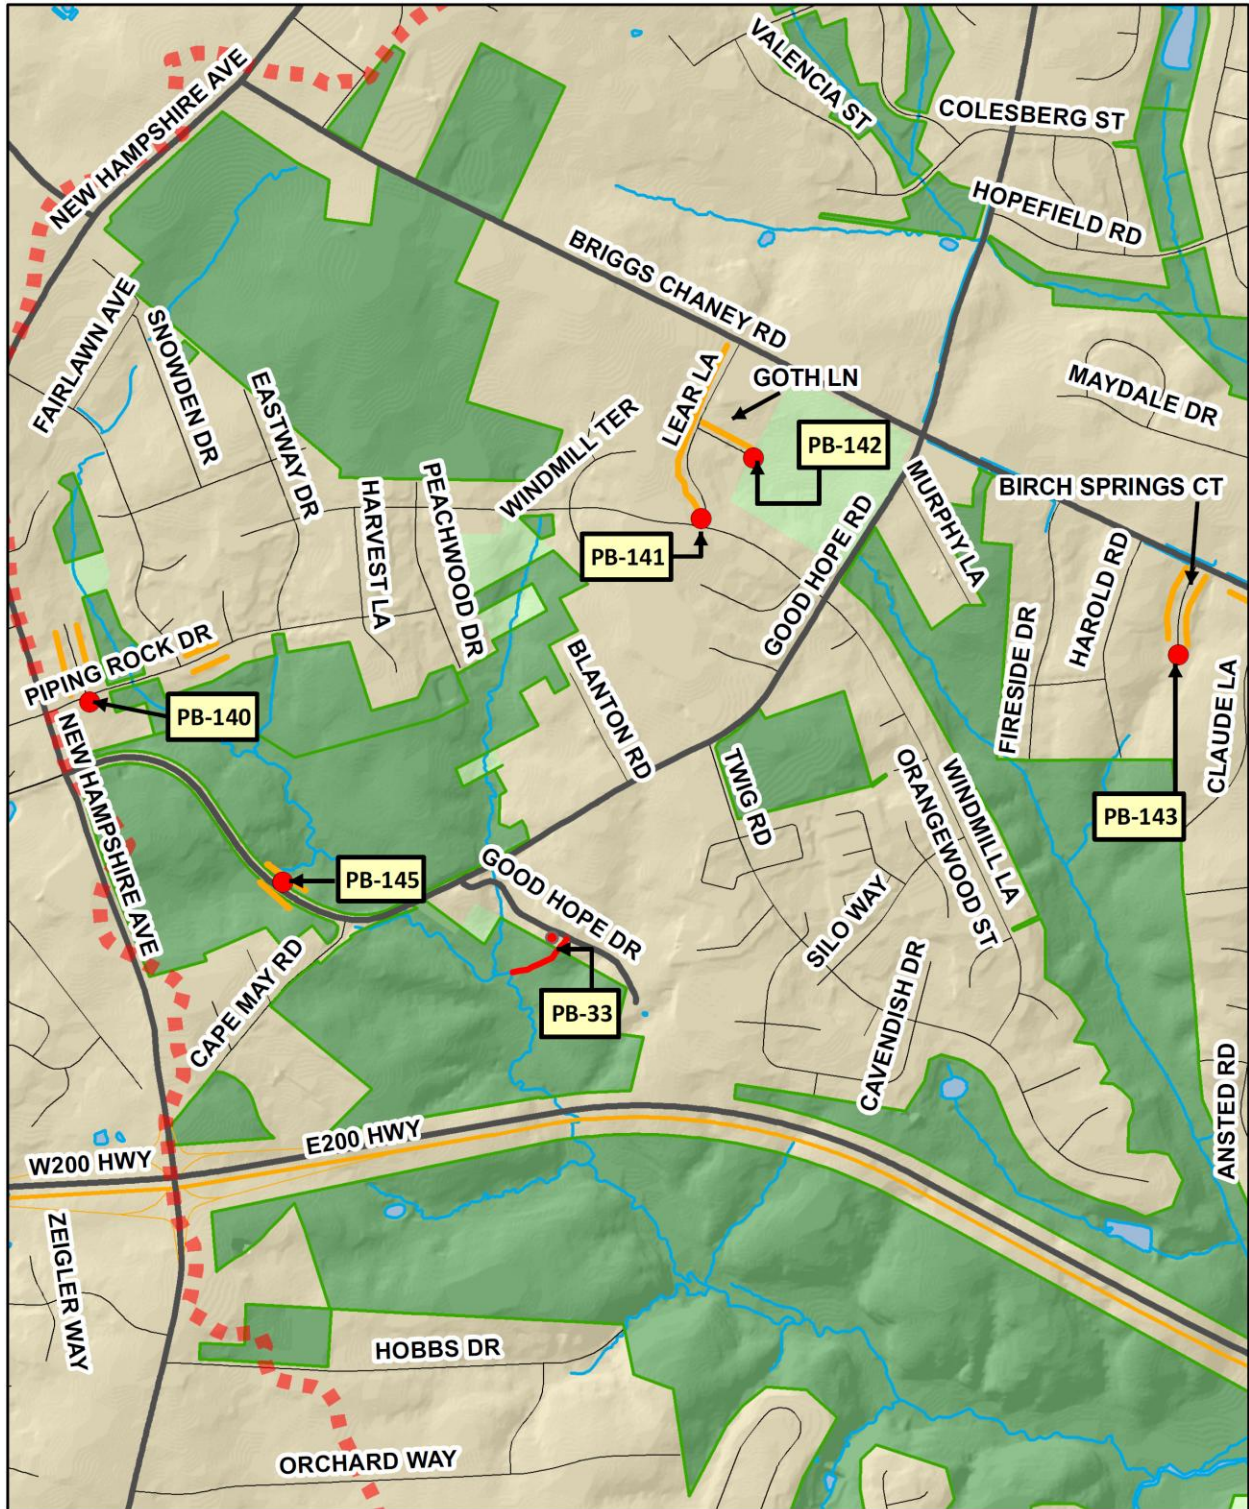 VALENCIA ST
COLESBERG ST
NEW HAMPSHIRE AVE
HOPEFIELD RD
BRIGGS CHANEY RD
FAIRLAWN AVE
SNOWDEN DR
EASTWAY DR
LEAR LA
GOTH LN
MAYDALE DR
WINDMILL TER
PB-142
HARVEST LA
PEACHWOOD DR
MURPHY LA
BIRCH SPRINGS CT
PB-141
GOOD HOPE RD
FIRESIDE DR
HAROLD RD
PIPING ROCK DR
PB-140
BLANTON RD
CLAUDE LA
NEW HAMPSHIRE AVE
TWIG RD
ORANGEWOOD ST
WINDMILL LA
PB-143
PB-145
GOOD HOPE DR
SILO WAY
CAPE MAY RD
PB-33
CAVENDISH DR
ANSTED RD
W200 HWY
E200 HWY
ZEIGLER WAY
HOBBS DR
ORCHARD WAY